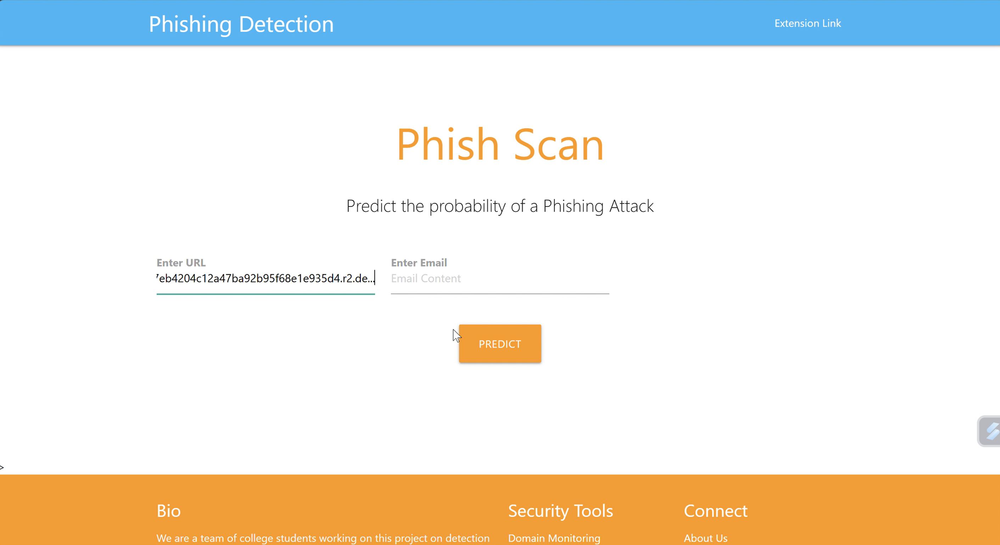 Phishing Detection
Extension Link
Phish Scan
Predict the probability of a Phishing Attack
Enter URL
Enter Email
7eb4204c12a47ba92b95f68e1e935d4.r2.de...
Email Content
PREDICT
>
Bio
Security Tools
Connect
We are a team of college students working on this project on detection
Domain Monitoring
About Us